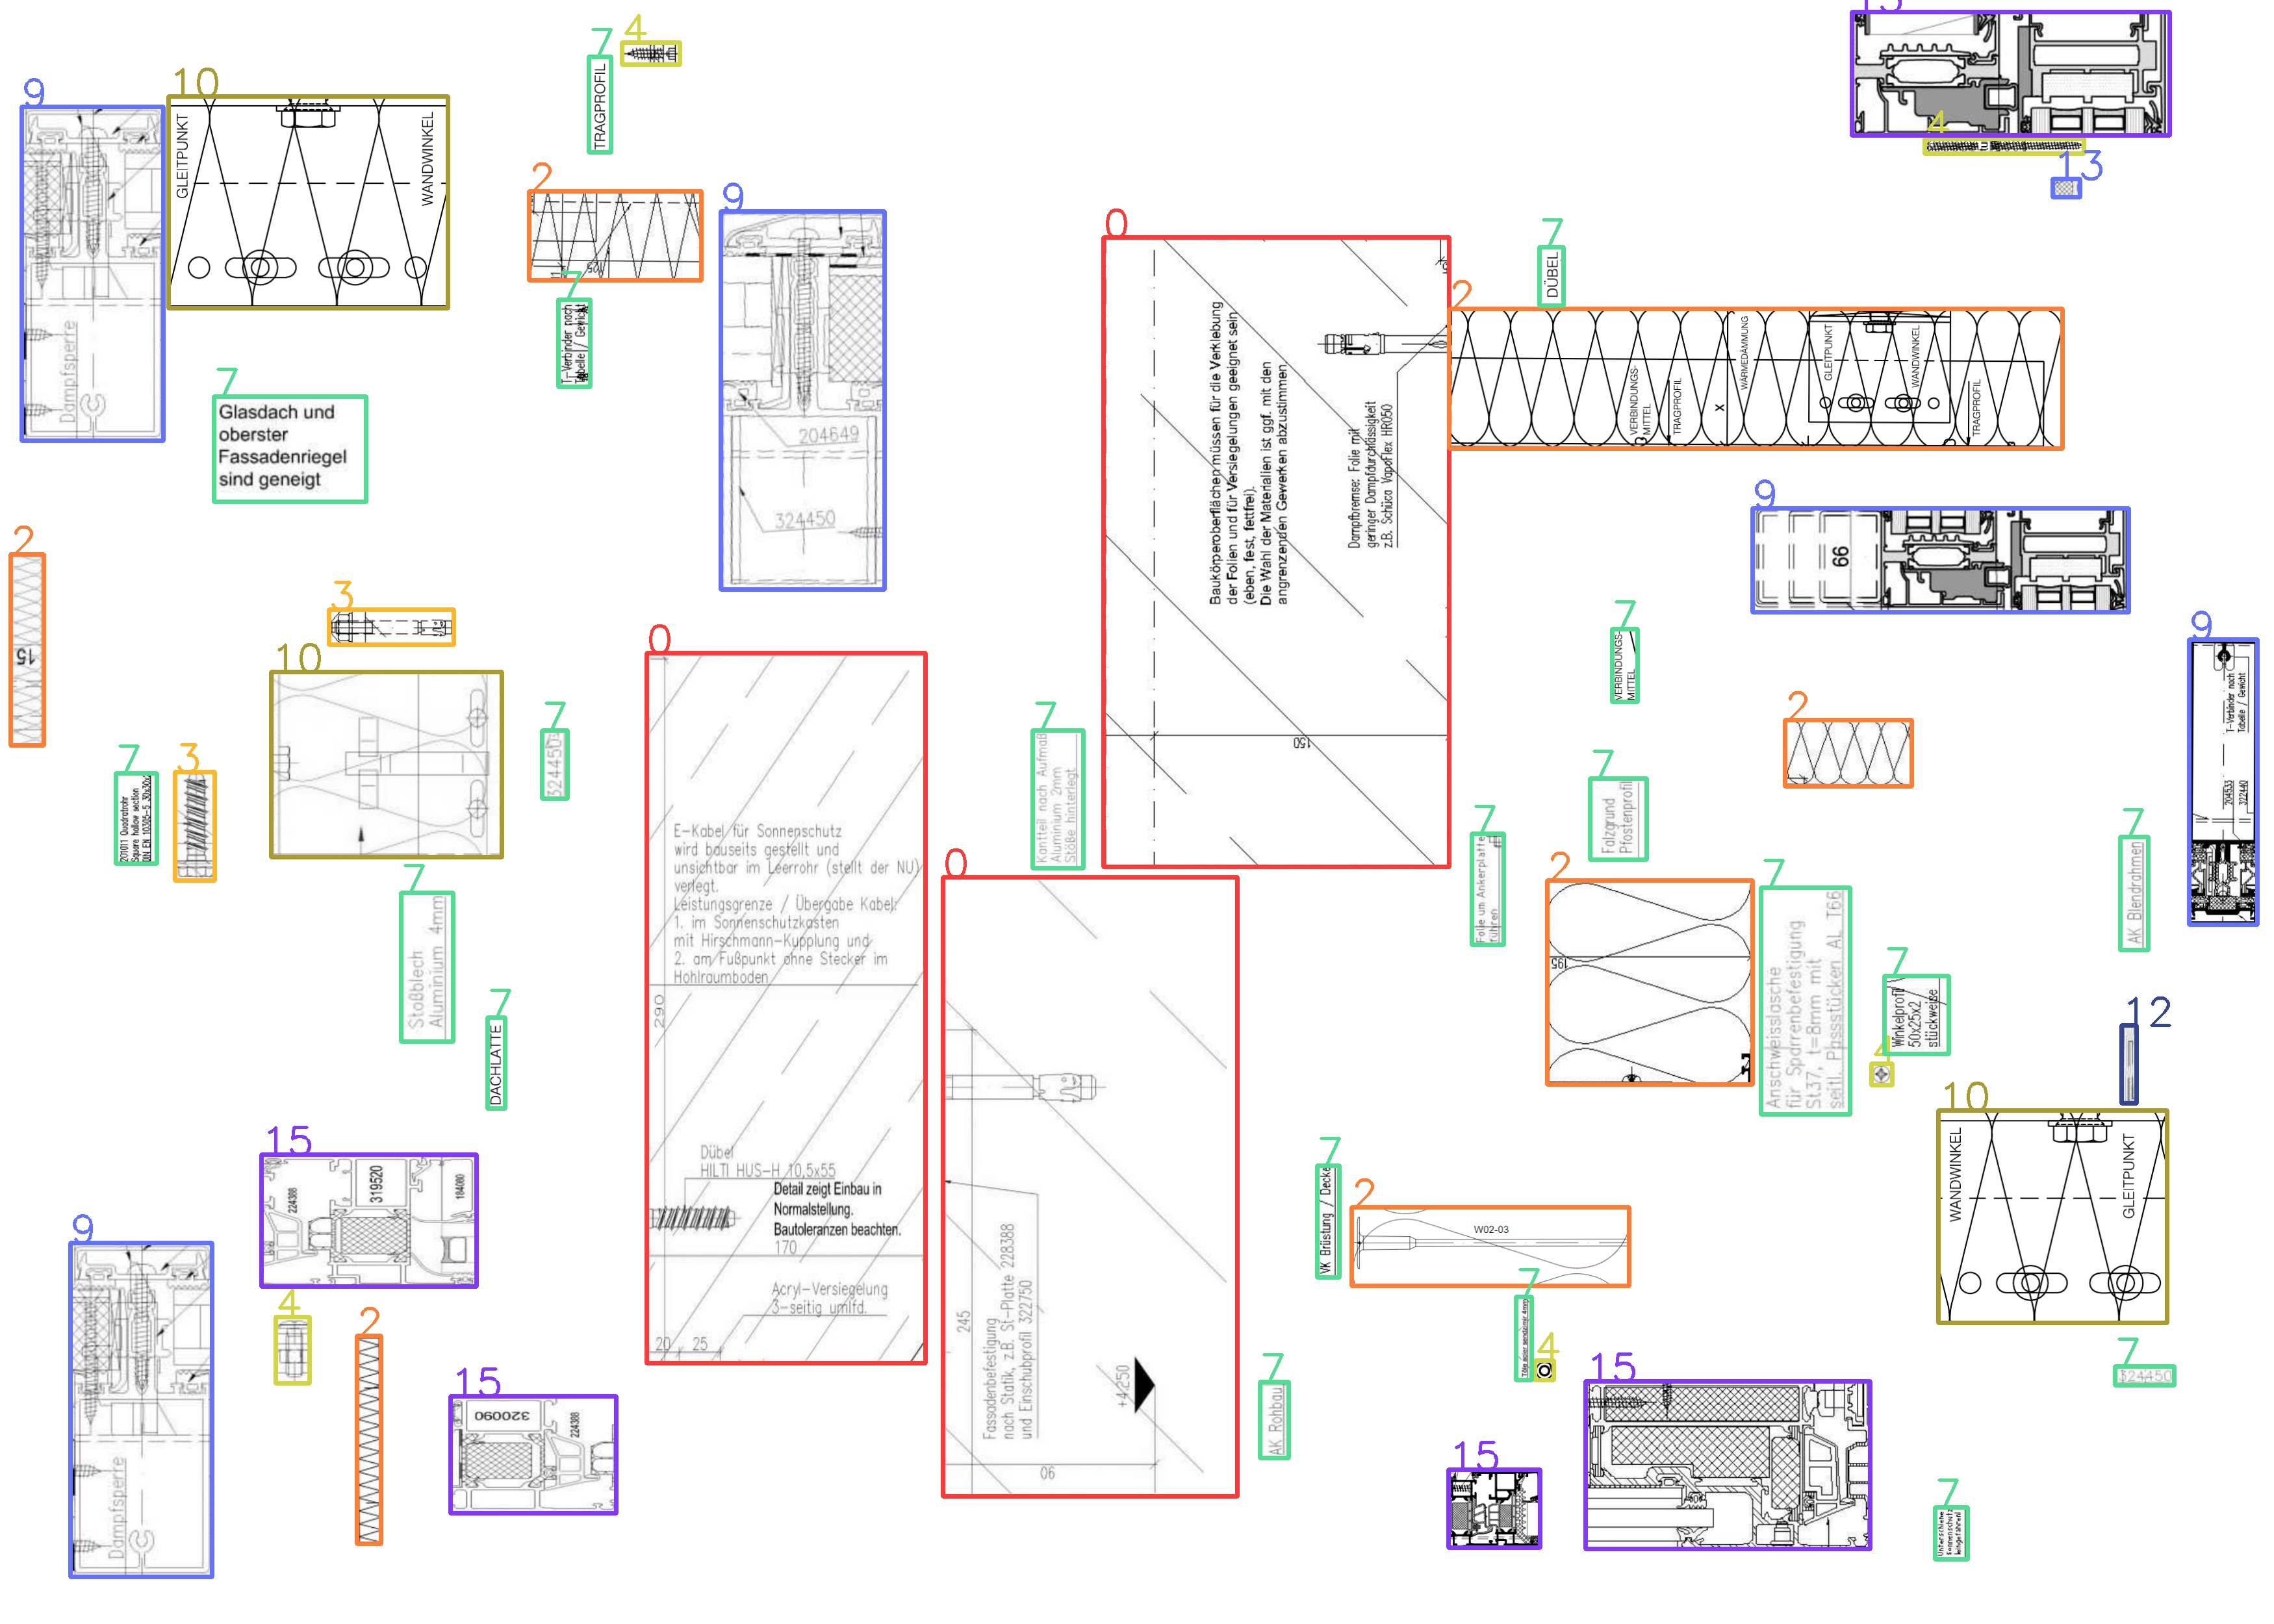 15
7
4
TRAGPROFIL
9
10
GLEITPUNKT
WANDWINKEL
Dampfsperre
2
25
7
T-Verbinder nach
Tabelle / Gewicht
9
204649
324450
4
13
7
Glasdach und
oberster
Fassadenriegel
sind geneigt
0
Baukörperoberflächen müssen für die Verklebung
der Folien und für Versiegelungen geeignet sein
(eben, fest, fettfrei).
Die Wahl der Materialien ist ggf. mit den
angrenzenden Gewerken abzustimmen.
Dampfbremse: Folie mit
geringer Dampfdurchlässigkeit
z.B. Schüco VapoFlex HR050
150
7
DÜBEL
2
VERBINDUNGS-
MITTEL
TRAGPROFIL
X
WÄRMEDÄMMUNG
GLEITPUNKT
WANDWINKEL
TRAGPROFIL
9
66
7
VERBINDUNGS-
MITTEL
9
T-Verbinder nach
Tabelle / Gewicht
204533
322440
2
15
3
10
7
324450
7
201011 Quadratrohr
Square hollow section
DIN EN 10305-5 30x30x2
3
7
Stoßblech
Aluminium 4mm
7
DACHLATTE
0
E-Kabel für Sonnenschutz
wird bauseits gestellt und
unsichtbar im Leerrohr (stellt der NU)
verlegt.
Leistungsgrenze / Übergabe Kabel:
1. im Sonnenschutzkasten
mit Hirschmann-Kupplung und
2. am Fußpunkt ohne Stecker im
Hohlraumboden
290
Dübel
HILTI HUS-H 10,5x55
Detail zeigt Einbau in
Normalstellung.
Bautoleranzen beachten.
170
Acryl-Versiegelung
3-seitig umlfd.
20
25
7
Kantteil nach Aufmaß
Aluminium 2mm
Stöße hinterlegt
0
Fassadenbefestigung
nach Statik, z.B. St-Platte 228388
und Einschubprofil 322750
245
+4.250
90
7
Folie um Ankerplatte
führen
7
Falzgrund
Pfostenprofil
2
2
195
7
Anschweisslasche
für Sparrenbefestigung
St37, t=8mm mit
seitl. Passstücken AL T66
7
Winkelprofil
50x25x2
stückweise
4
7
AK Blendrahmen
12
10
WANDWINKEL
GLEITPUNKT
7
324450
15
224388
319520
184080
9
Dampfsperre
4
2
15
320090
224388
7
VK Brüstung / Decke
2
W02-03
7
4
7
AK Rohbau
15
15
7
Unterschiene
Sonnenschutz